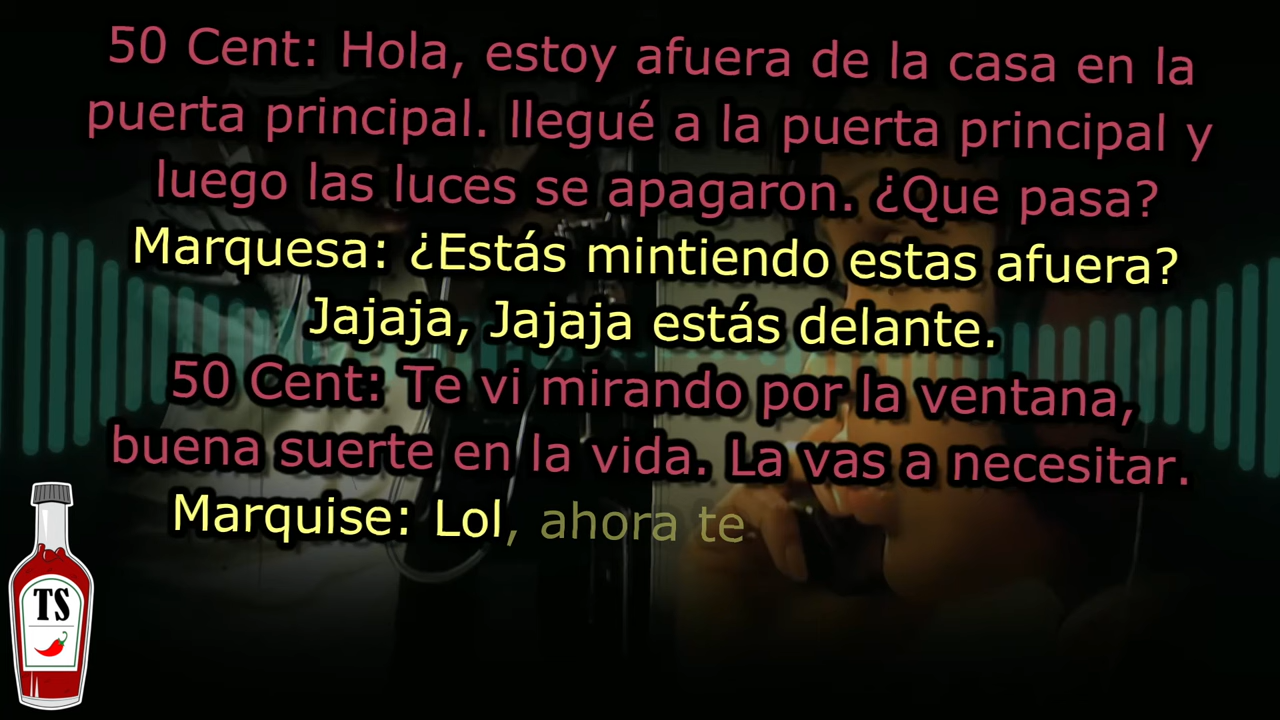 50 Cent: Hola, estoy afuera de la casa en la
puerta principal. llegué a la puerta principal y
luego las luces se apagaron. ¿Que pasa?
Marquesa: ¿Estás mintiendo estas afuera?
Jajaja, Jajaja estás delante.
50 Cent: Te vi mirando por la ventana,
buena suerte en la vida. La vas a necesitar.
Marquise: Lol, ahora te
TS